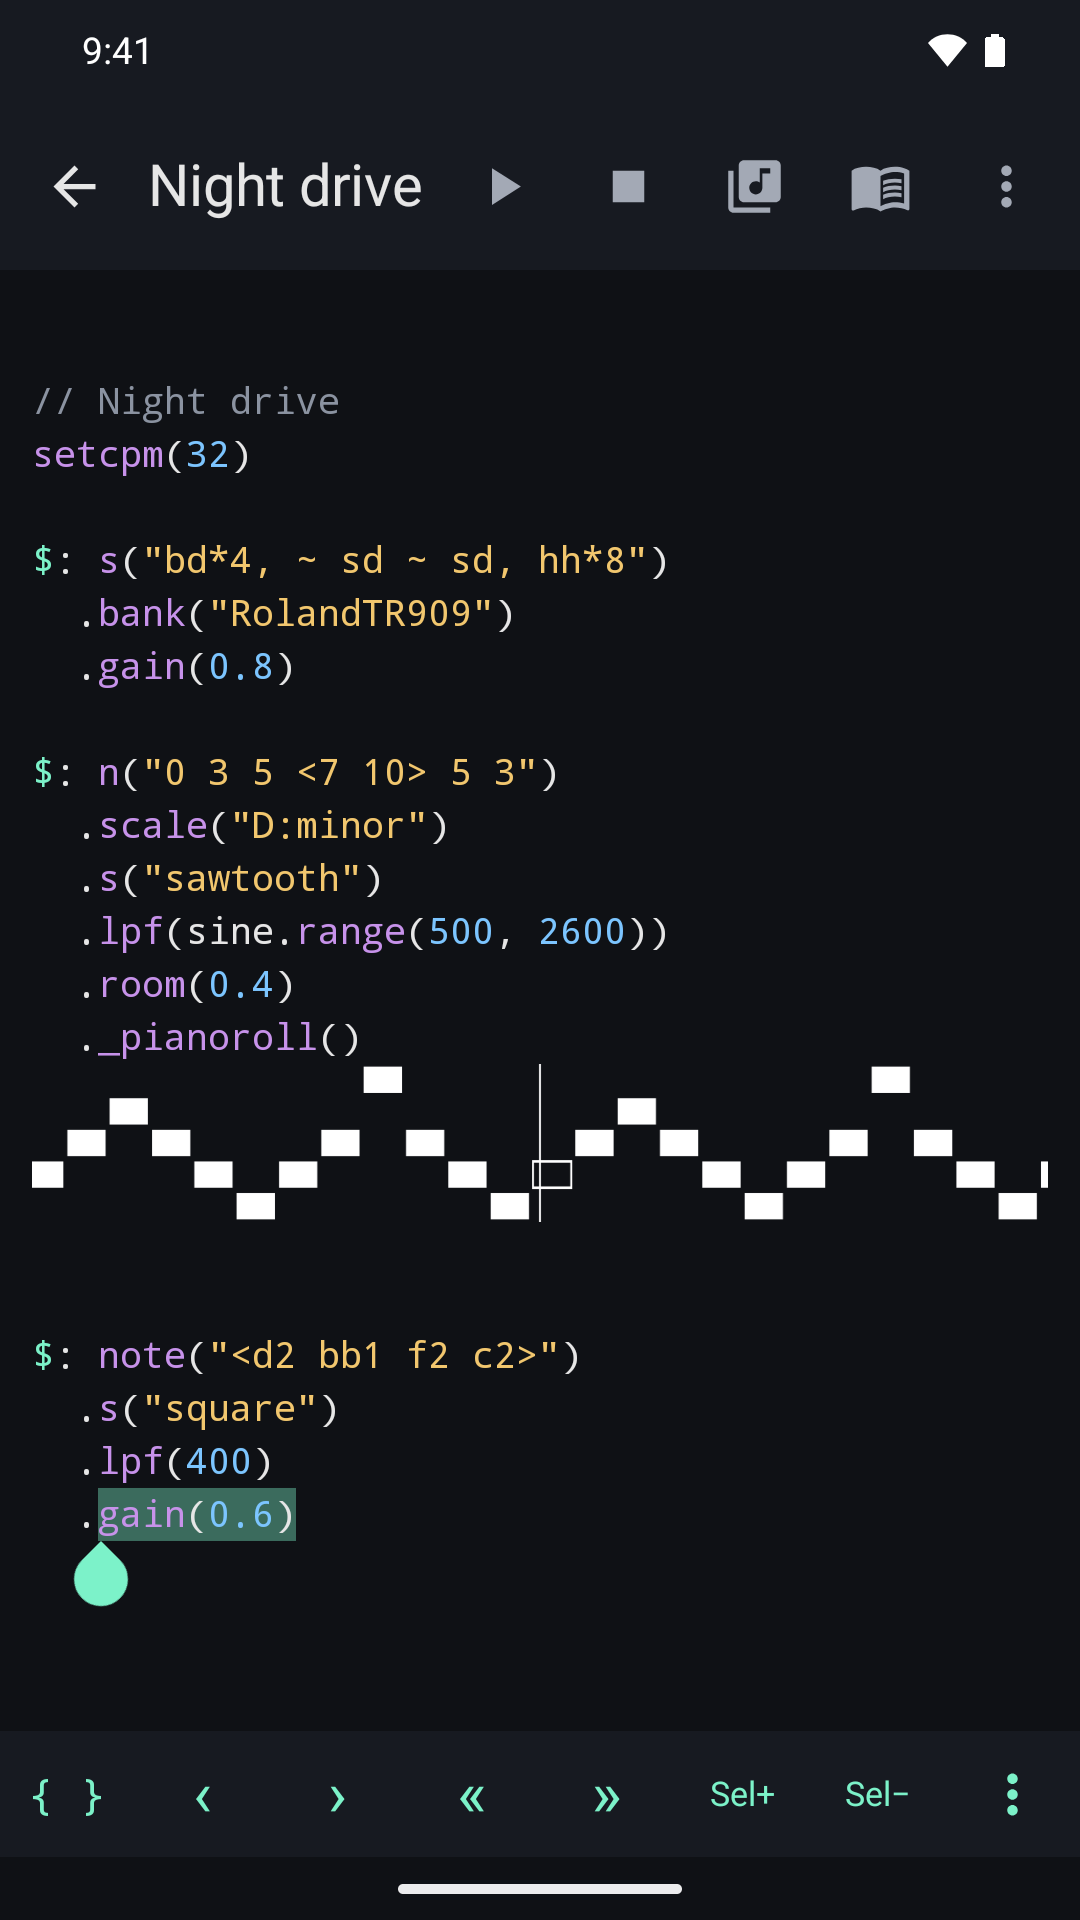 9:41
Night drive
// Night drive
setcpm(32)
$: s("bd*4, ~ sd ~ sd, hh*8")
.bank("RolandTR909")
.gain(0.8)
$: n("0 3 5 <7 10> 5 3")
.scale("D:minor")
.s("sawtooth")
.lpf(sine.range(500, 2600))
.room(0.4)
._pianoroll()
$: note("<d2 bb1 f2 c2>")
.s("square")
.lpf(400)
.gain(0.6)
{ } ‹ › « » Sel+ Sel−